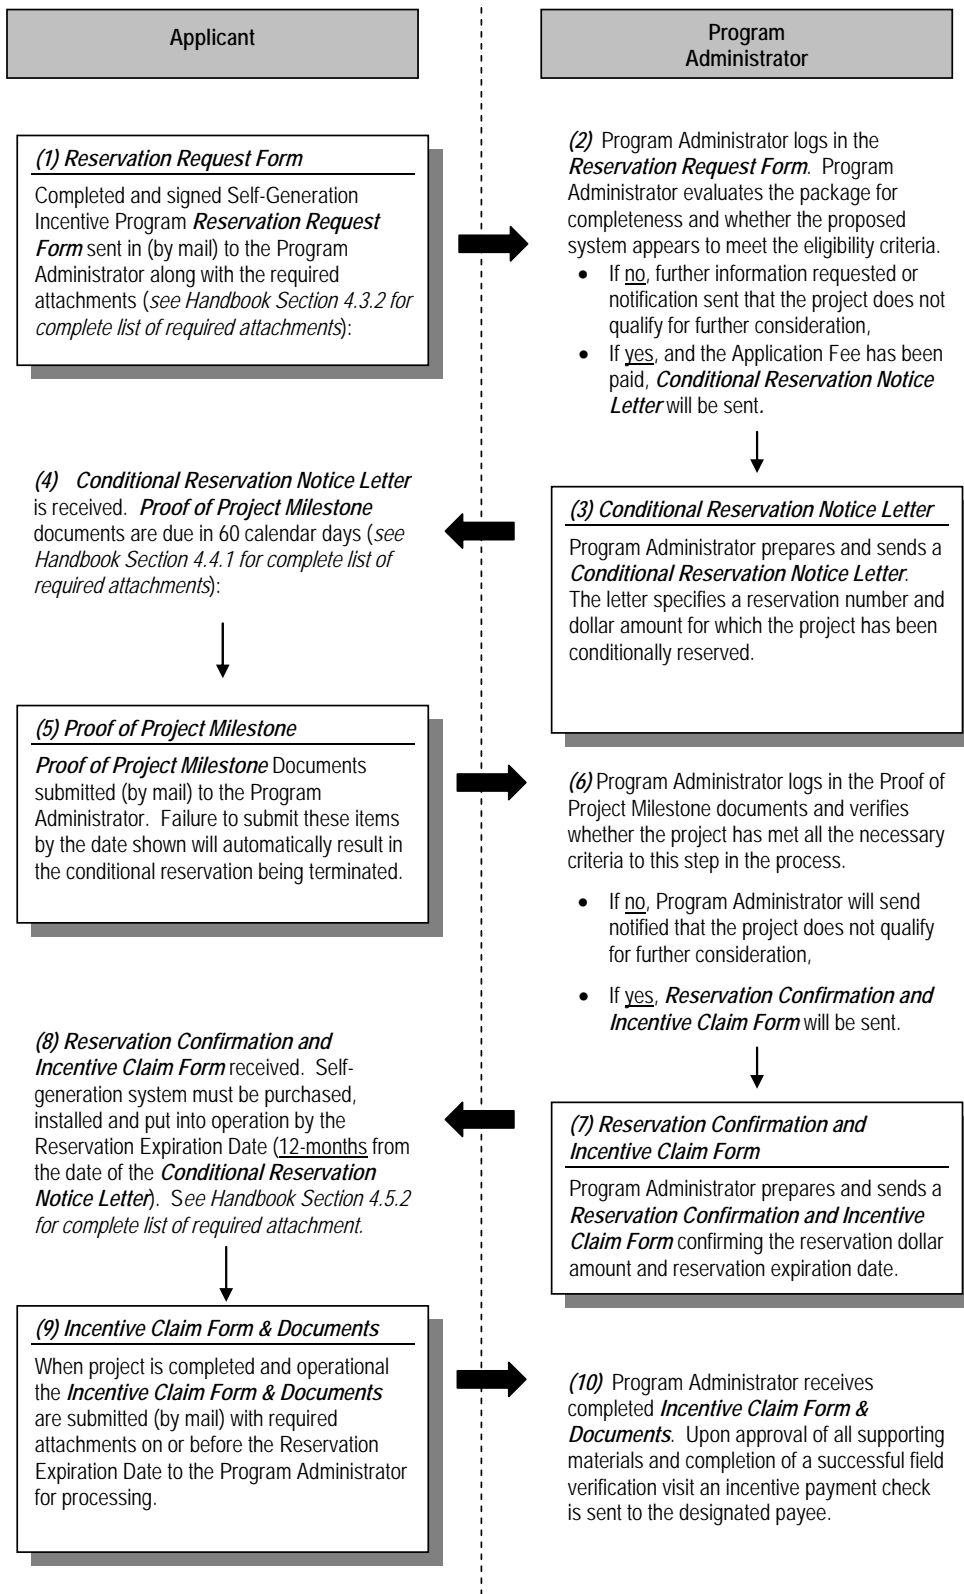 Applicant
Program
Administrator
(1) Reservation Request Form
Completed and signed Self-Generation
Incentive Program Reservation Request
Form sent in (by mail) to the Program
Administrator along with the required
attachments (see Handbook Section 4.3.2 for
complete list of required attachments):
(2) Program Administrator logs in the
Reservation Request Form. Program
Administrator evaluates the package for
completeness and whether the proposed
system appears to meet the eligibility criteria.
• If no, further information requested or
notification sent that the project does not
qualify for further consideration,
• If yes, and the Application Fee has been
paid, Conditional Reservation Notice
Letter will be sent.
(3) Conditional Reservation Notice Letter
Program Administrator prepares and sends a
Conditional Reservation Notice Letter.
The letter specifies a reservation number and
dollar amount for which the project has been
conditionally reserved.
(4) Conditional Reservation Notice Letter
is received. Proof of Project Milestone
documents are due in 60 calendar days (see
Handbook Section 4.4.1 for complete list of
required attachments):
(5) Proof of Project Milestone
Proof of Project Milestone Documents
submitted (by mail) to the Program
Administrator. Failure to submit these items
by the date shown will automatically result in
the conditional reservation being terminated.
(6) Program Administrator logs in the Proof of
Project Milestone documents and verifies
whether the project has met all the necessary
criteria to this step in the process.
• If no, Program Administrator will send
notified that the project does not qualify
for further consideration,
• If yes, Reservation Confirmation and
Incentive Claim Form will be sent.
(7) Reservation Confirmation and
Incentive Claim Form
Program Administrator prepares and sends a
Reservation Confirmation and Incentive
Claim Form confirming the reservation dollar
amount and reservation expiration date.
(8) Reservation Confirmation and
Incentive Claim Form received. Self-
generation system must be purchased,
installed and put into operation by the
Reservation Expiration Date (12-months from
the date of the Conditional Reservation
Notice Letter). See Handbook Section 4.5.2
for complete list of required attachment.
(9) Incentive Claim Form & Documents
When project is completed and operational
the Incentive Claim Form & Documents
are submitted (by mail) with required
attachments on or before the Reservation
Expiration Date to the Program Administrator
for processing.
(10) Program Administrator receives
completed Incentive Claim Form &
Documents. Upon approval of all supporting
materials and completion of a successful field
verification visit an incentive payment check
is sent to the designated payee.